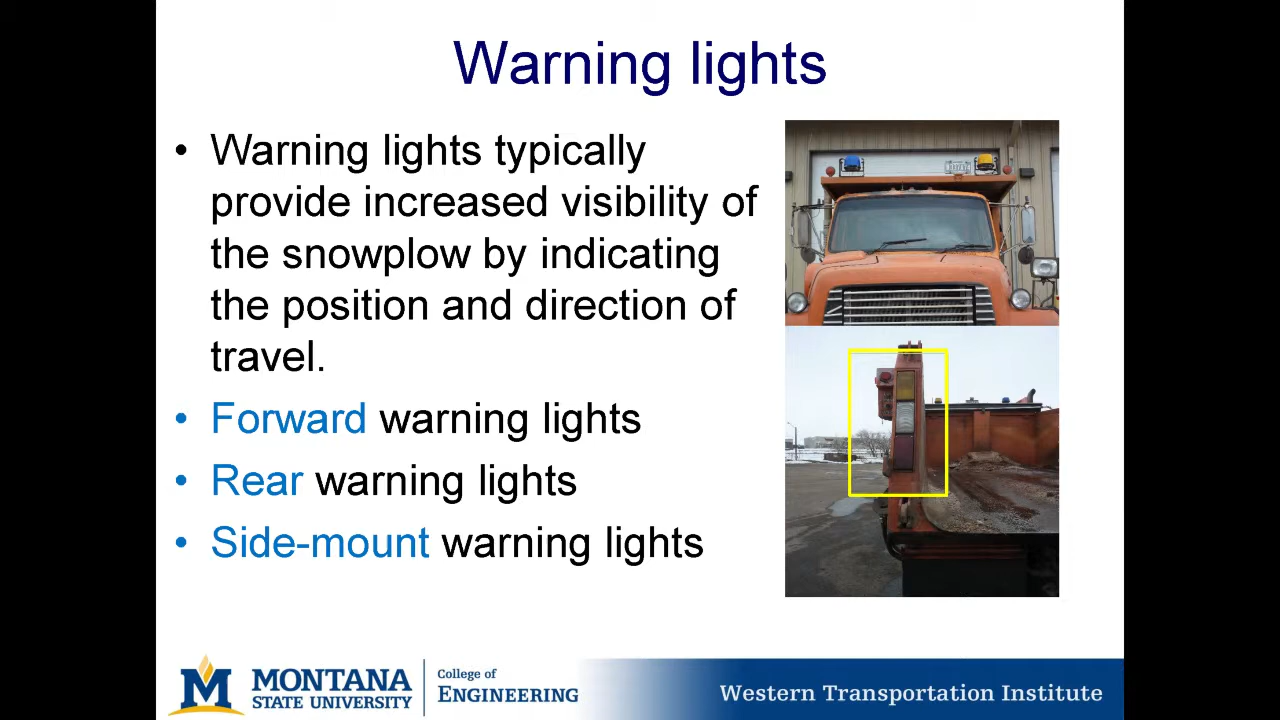 Warning lights
• Warning lights typically
provide increased visibility of
the snowplow by indicating
the position and direction of
travel.
• Forward warning lights
• Rear warning lights
• Side-mount warning lights
M MONTANA
STATE UNIVERSITY
College of
ENGINEERING
Western Transportation Institute